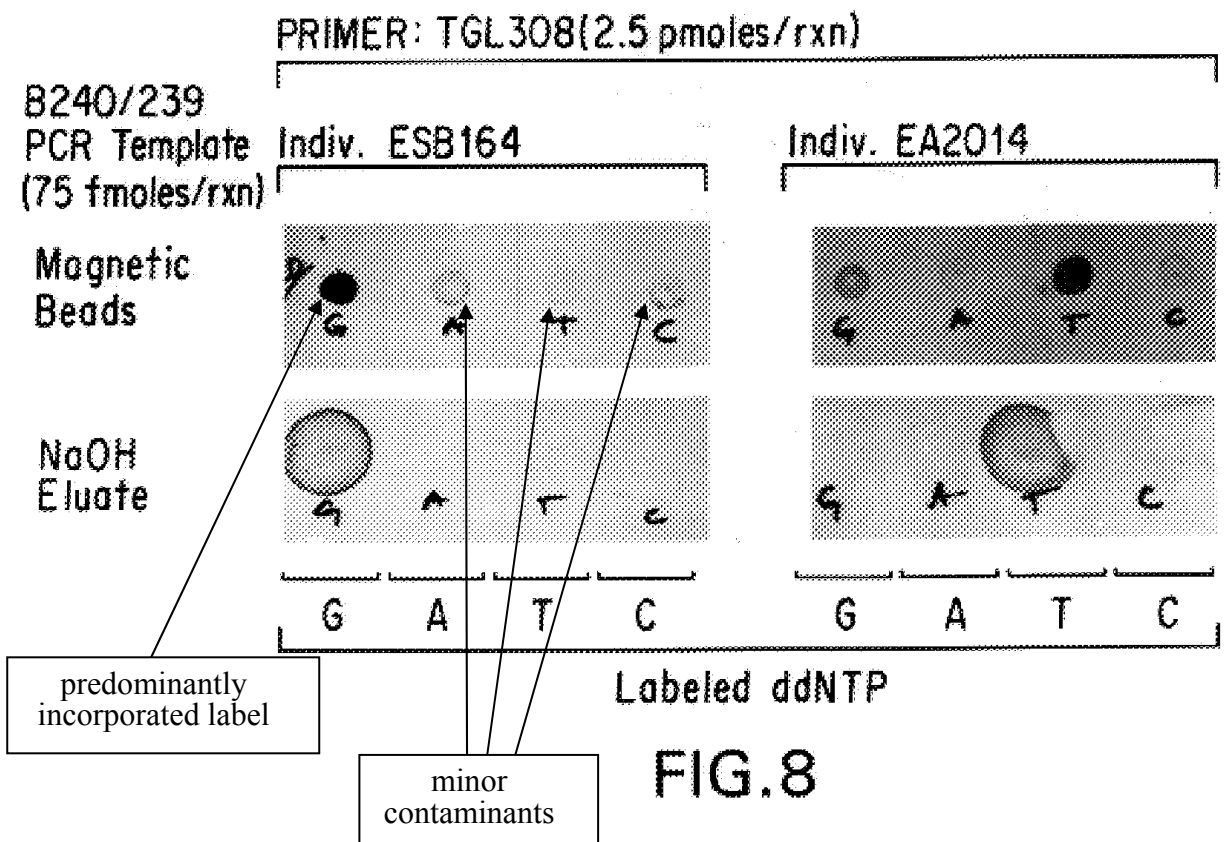 PRIMER: TGL308(2.5 pmoles/rxn)
B240/239
PCR Template
(75 fmoles/rxn)
Indiv. ESB164
Indiv. EA2014
Magnetic
Beads
G A T C
G A T C
NaOH
Eluate
G A T C
G A T C
G A T C
G A T C
Labeled ddNTP
predominantly
incorporated label
minor
contaminants
FIG.8